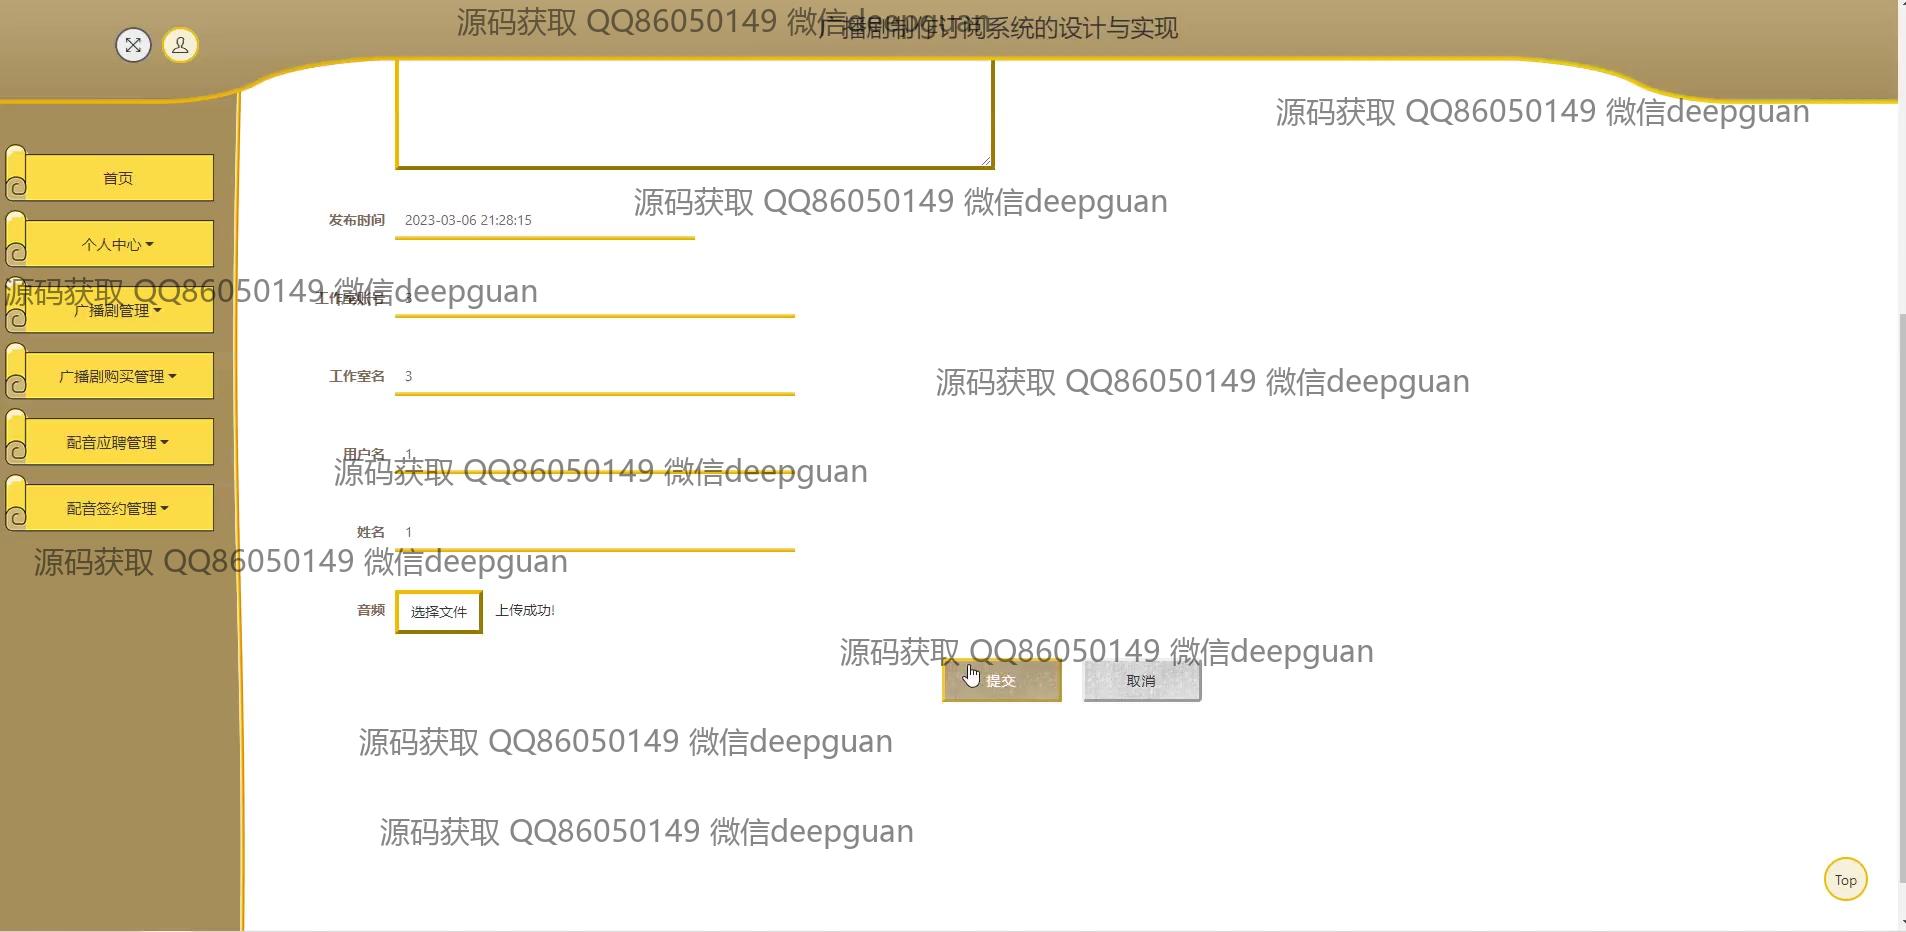 源码获取 QQ86050149 微信deepguan
广播剧制作订阅系统的设计与实现
源码获取 QQ86050149 微信deepguan
首页
源码获取 QQ86050149 微信deepguan
发布时间 2023-03-06 21:28:15
个人中心
源码获取 QQ86050149 微信deepguan
工作室账号 3
广播剧管理
广播剧购买管理
工作室名 3
源码获取 QQ86050149 微信deepguan
配音应聘管理
用户名 1
源码获取 QQ86050149 微信deepguan
配音签约管理
姓名 1
源码获取 QQ86050149 微信deepguan
音频 选择文件 上传成功!
源码获取 QQ86050149 微信deepguan
提交 取消
源码获取 QQ86050149 微信deepguan
源码获取 QQ86050149 微信deepguan
Top